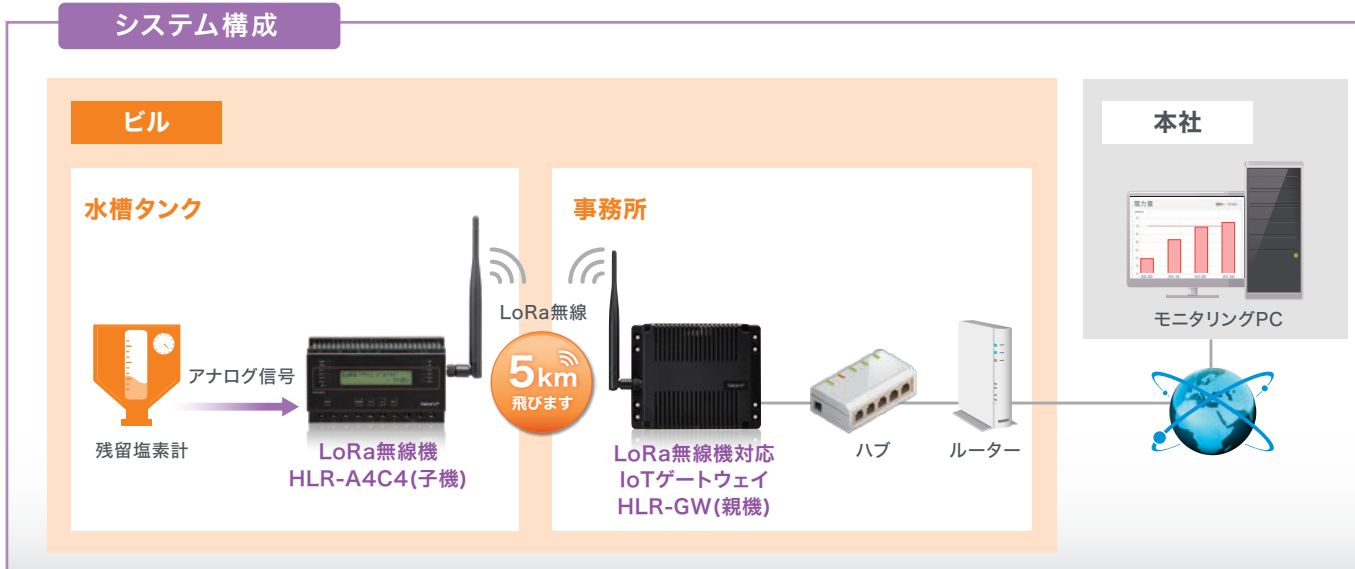 システム構成
ビル
本社
水槽タンク
事務所
電力量
LoRa無線
モニタリングPC
アナログ信号
5km
飛びます
残留塩素計
LoRa無線機
HLR-A4C4(子機)
LoRa無線機対応
IoTゲートウェイ
HLR-GW(親機)
ハブ
ルーター